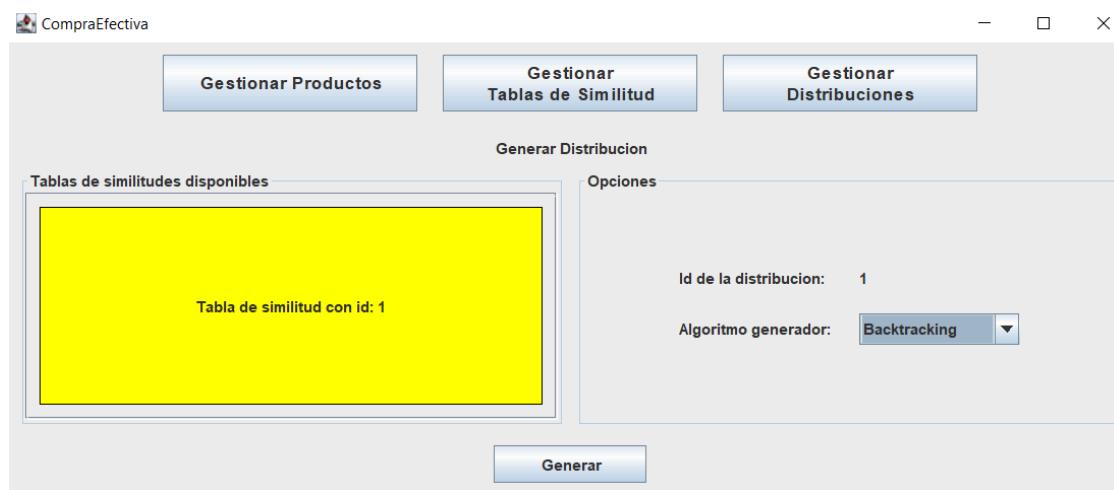 CompraEfectiva
Gestionar Productos
Gestionar
Tablas de Similitud
Gestionar
Distribuciones
Generar Distribucion
Tablas de similitudes disponibles
Tabla de similitud con id: 1
Opciones
Id de la distribucion: 1
Algoritmo generador: Backtracking
Generar